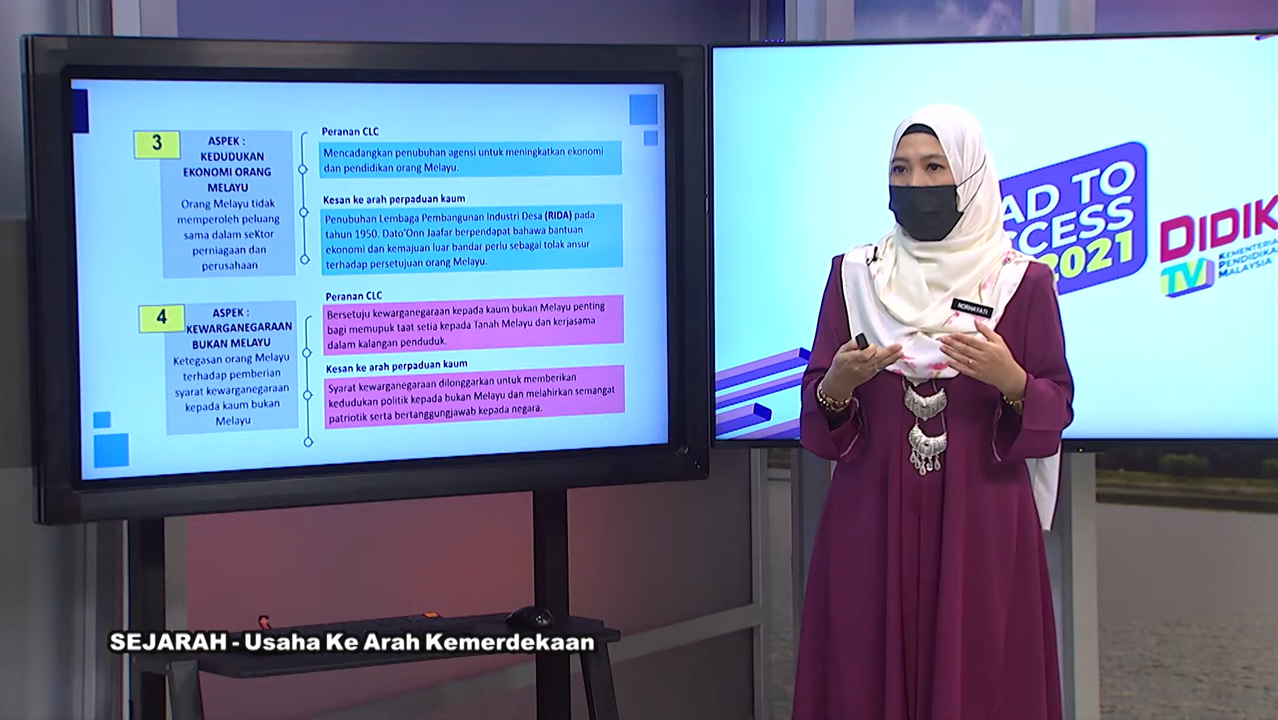 3
ASPEK :
KEDUDUKAN
EKONOMI ORANG
MELAYU
Orang Melayu tidak
memperoleh peluang
sama dalam seKtor
perniagaan dan
perusahaan
Peranan CLC
Mencadangkan penubuhan agensi untuk meningkatkan ekonomi
dan pendidikan orang Melayu.
Kesan ke arah perpaduan kaum
Penubuhan Lembaga Pembangunan Industri Desa (RIDA) pada
tahun 1950. Dato'Onn Jaafar berpendapat bahawa bantuan
ekonomi dan kemajuan luar bandar perlu sebagai tolak ansur
terhadap persetujuan orang Melayu.
4
ASPEK :
KEWARGANEGARAAN
BUKAN MELAYU
Ketegasan orang Melayu
terhadap pemberian
syarat kewarganegaraan
kepada kaum bukan
Melayu
Peranan CLC
Bersetuju kewarganegaraan kepada kaum bukan Melayu penting
bagi memupuk taat setia kepada Tanah Melayu dan kerjasama
dalam kalangan penduduk.
Kesan ke arah perpaduan kaum
Syarat kewarganegaraan dilonggarkan untuk memberikan
kedudukan politik kepada bukan Melayu dan melahirkan semangat
patriotik serta bertanggungjawab kepada negara.
AD TO
CCESS
2021
DIDIK
TV
KEMENTERIA
PENDIDIKA
MALAYSIA
NORHAYATI
SEJARAH - Usaha Ke Arah Kemerdekaan